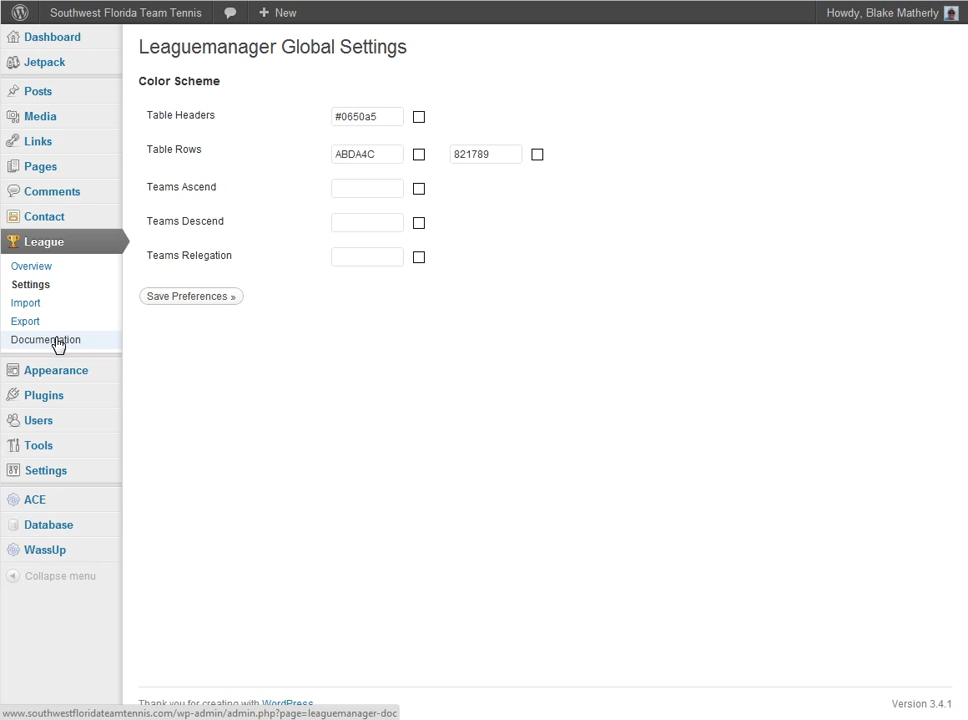 Southwest Florida Team Tennis
New
Howdy, Blake Matherly
Dashboard
Jetpack
Posts
Media
Links
Pages
Comments
Contact
League
Overview
Settings
Import
Export
Documentation
Appearance
Plugins
Users
Tools
Settings
ACE
Database
WassUp
Collapse menu
Leaguemanager Global Settings
Color Scheme
Table Headers #0650a5
Table Rows ABDA4C 821789
Teams Ascend
Teams Descend
Teams Relegation
Save Preferences »
Thank you for creating with WordPress
Version 3.4.1
www.southwestfloridateamtennis.com/wp-admin/admin.php?page=leaguemanager-doc